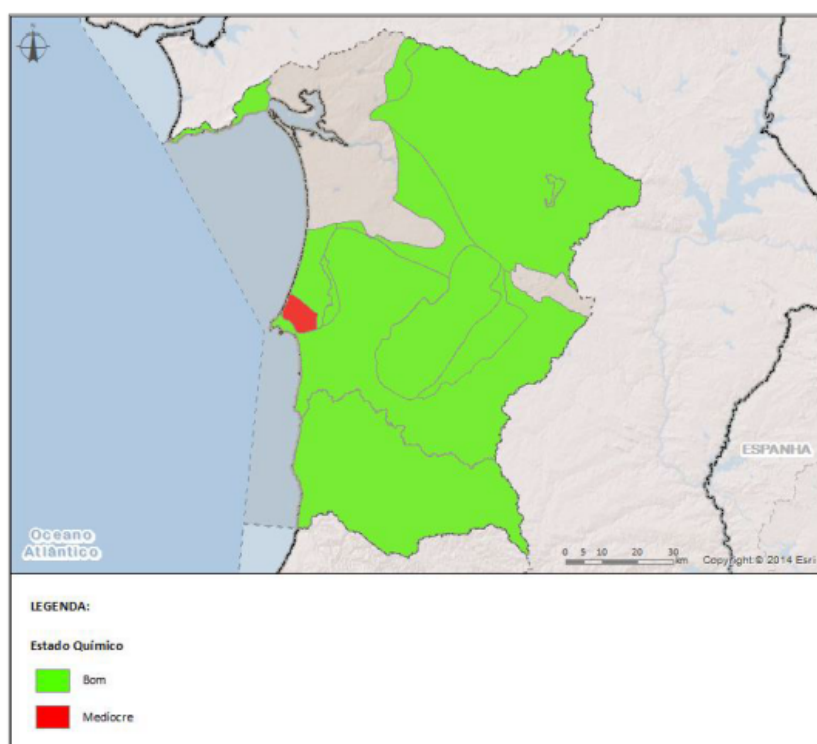 ESPANHA
Oceano
Atlântico
0 5 10 20 30
km
Copyright © 2014 Esri
LEGENDA:
Estado Químico
Bom
Medíocre